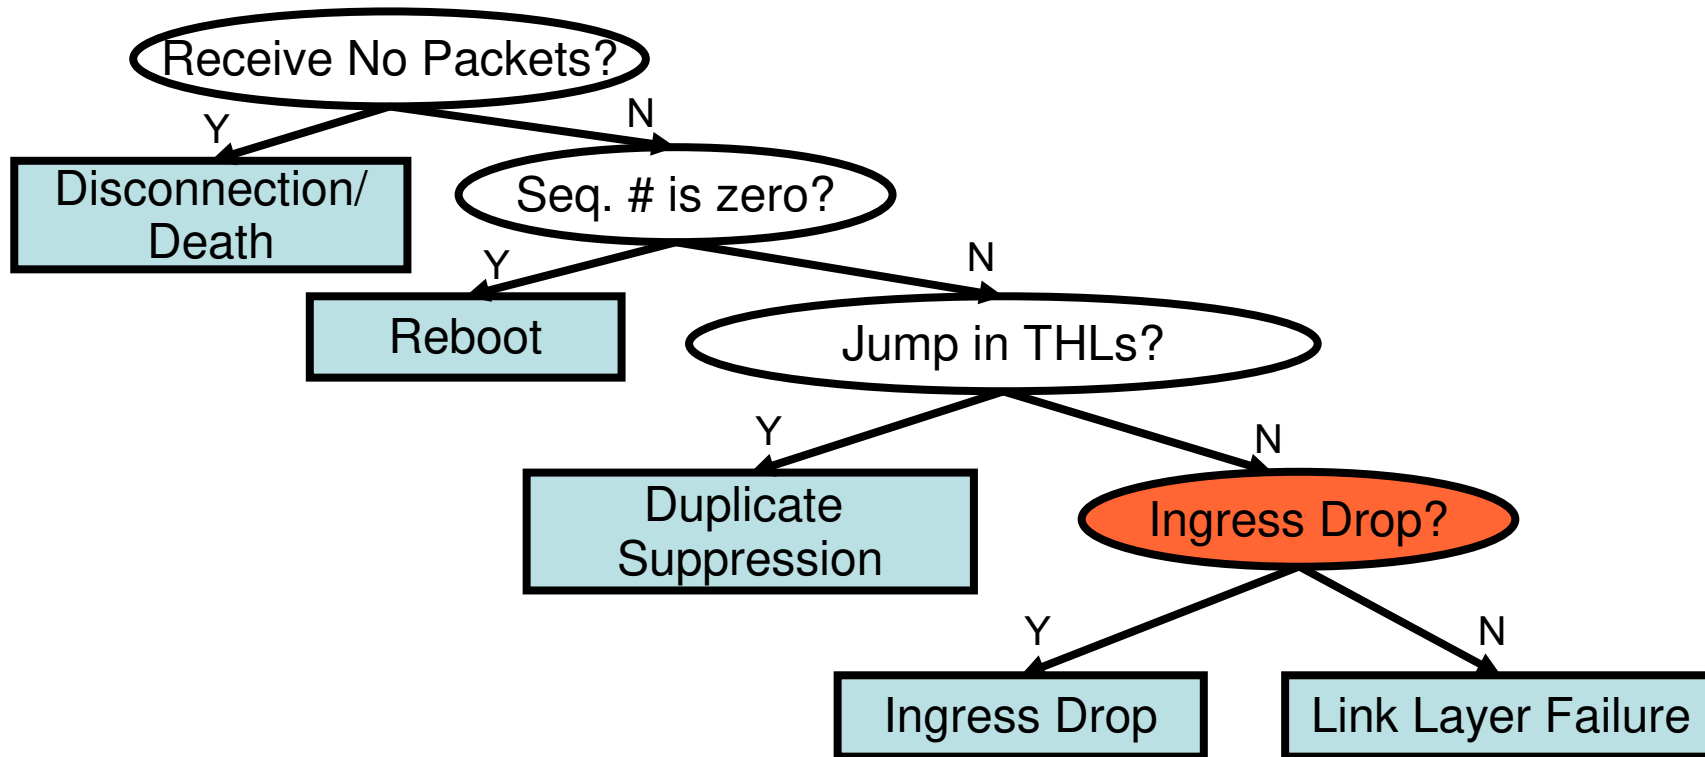 Receive No Packets?
Y
N
Disconnection/
Death
Seq. # is zero?
Y
N
Reboot
Jump in THLs?
Y
N
Duplicate
Suppression
Ingress Drop?
Y
N
Ingress Drop
Link Layer Failure